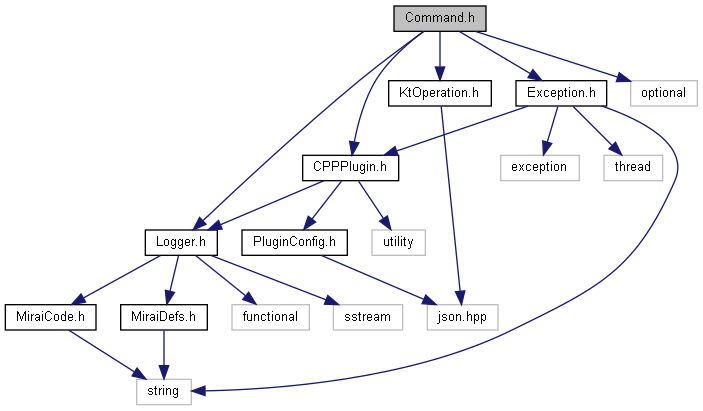 Command.h
KtOperation.h
Exception.h
optional
CPPPlugin.h
exception
thread
Logger.h
PluginConfig.h
utility
MiraiCode.h
MiraiDefs.h
functional
sstream
json.hpp
string